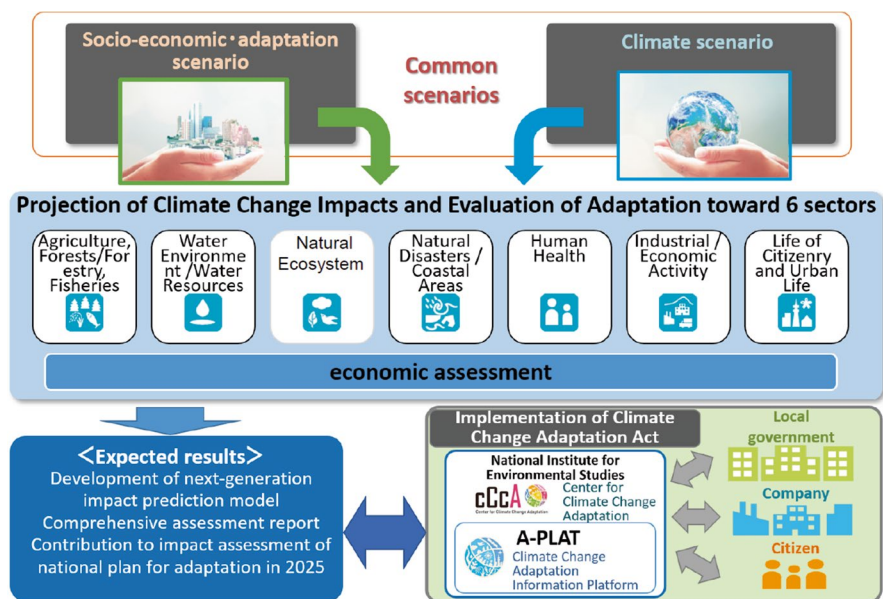 Socio-economic・adaptation
scenario
Common
scenarios
Climate scenario
Projection of Climate Change Impacts and Evaluation of Adaptation toward 6 sectors
Agriculture,
Forests/For
estry,
Fisheries
Water
Environme
nt /Water
Resources
Natural
Ecosystem
Natural
Disasters /
Coastal
Areas
Human
Health
Industrial /
Economic
Activity
Life of
Citizenry
and Urban
Life
economic assessment
＜Expected results＞
Development of next-generation
impact prediction model
Comprehensive assessment report
Contribution to impact assessment of
national plan for adaptation in 2025
Implementation of Climate
Change Adaptation Act
National Institute for
Environmental Studies
cCcA
Center for Climate Change Adaptation
Center for
Climate Change
Adaptation
A-PLAT
Climate Change
Adaptation
Information Platform
Local
government
Company
Citizen